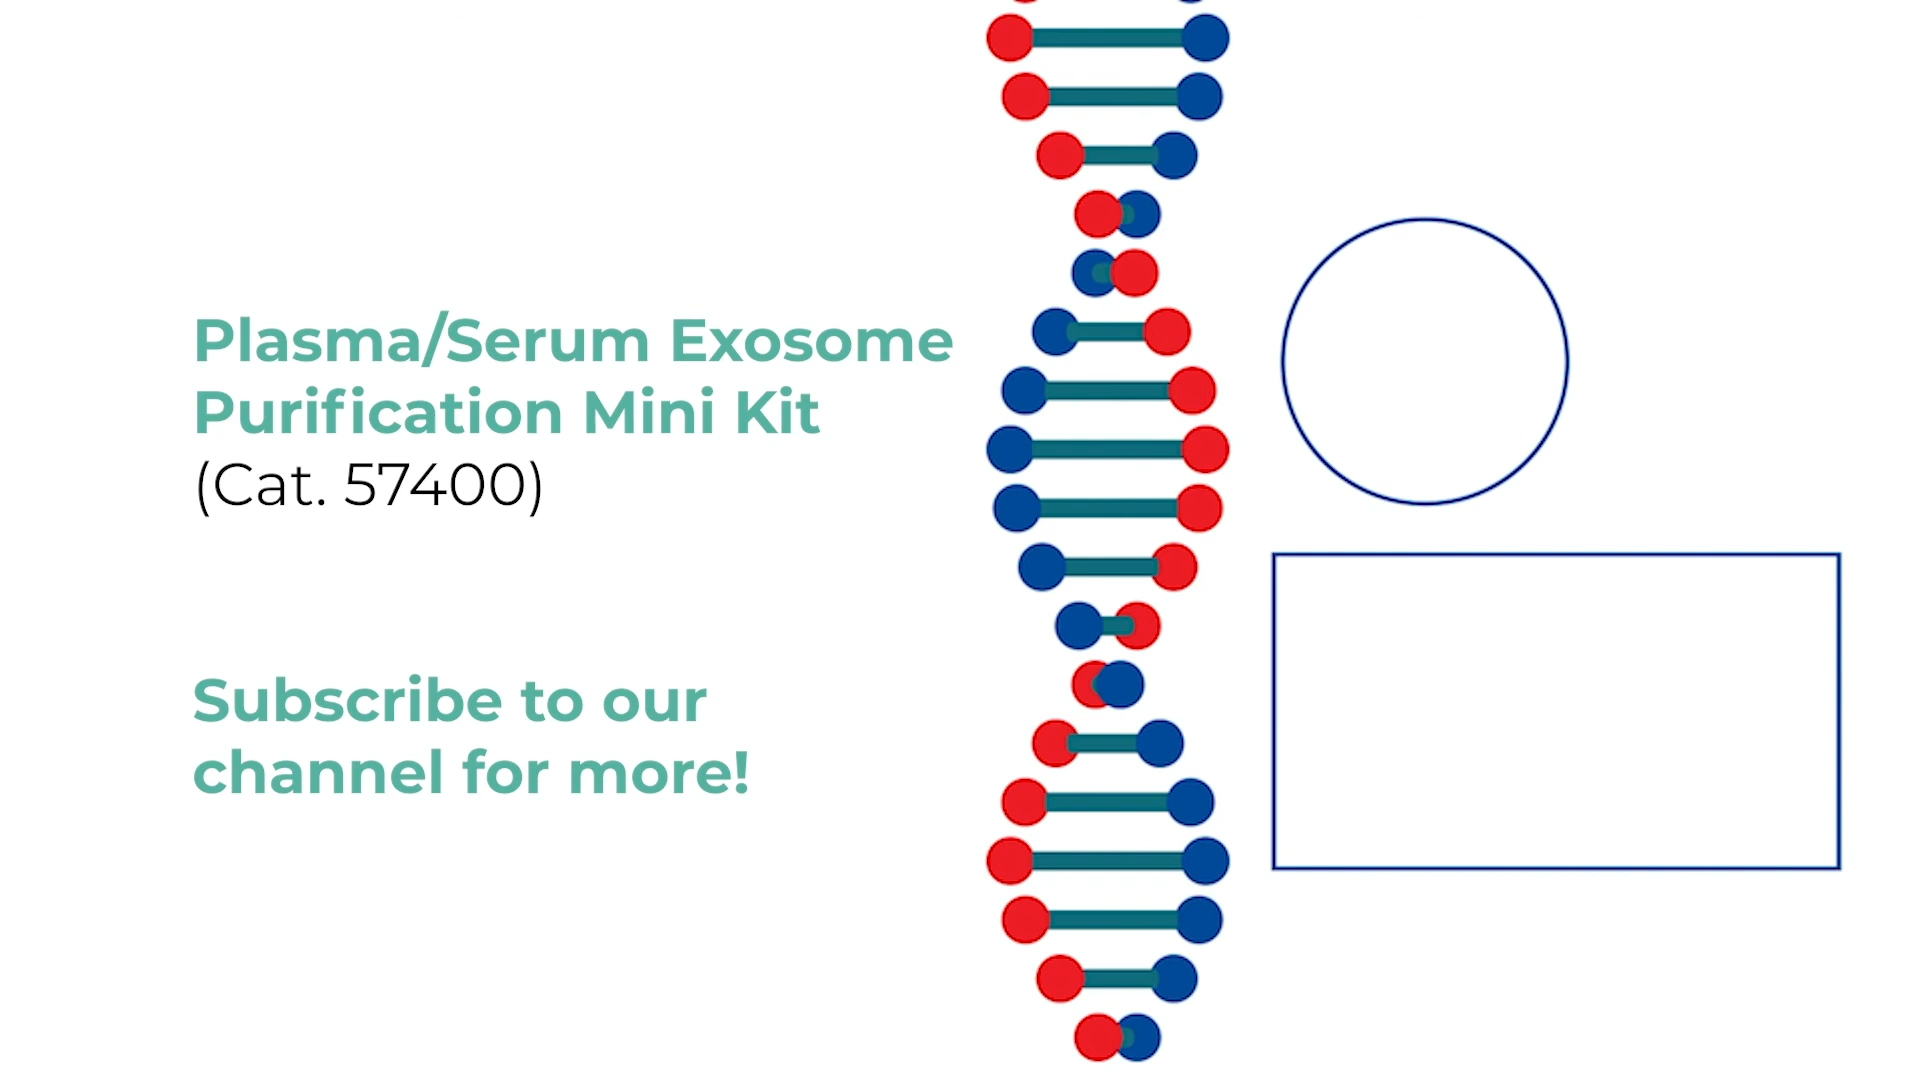 Plasma/Serum Exosome
Purification Mini Kit
(Cat. 57400)
Subscribe to our
channel for more!